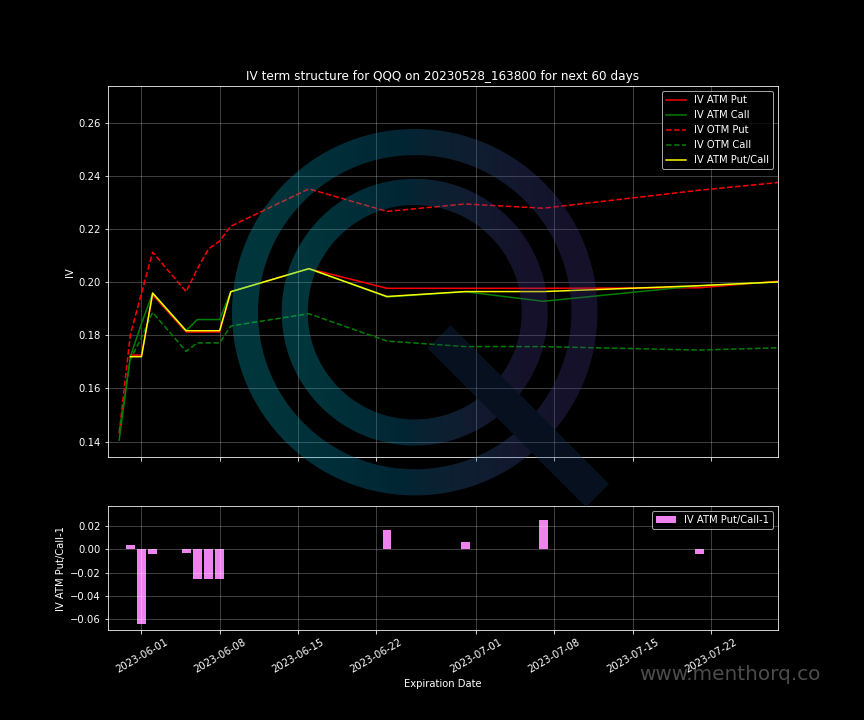 IV term structure for QQQ on 20230528_163800 for next 60 days
IV ATM Put
IV ATM Call
IV OTM Put
IV OTM Call
IV ATM Put/Call
0.26
0.24
0.22
0.20
0.18
0.16
0.14
IV
IV ATM Put/Call-1
0.02
0.00
−0.02
−0.04
−0.06
IV ATM Put/Call-1
2023-06-01
2023-06-08
2023-06-15
2023-06-22
2023-07-01
2023-07-08
2023-07-15
2023-07-22
Expiration Date
www.menthorq.co